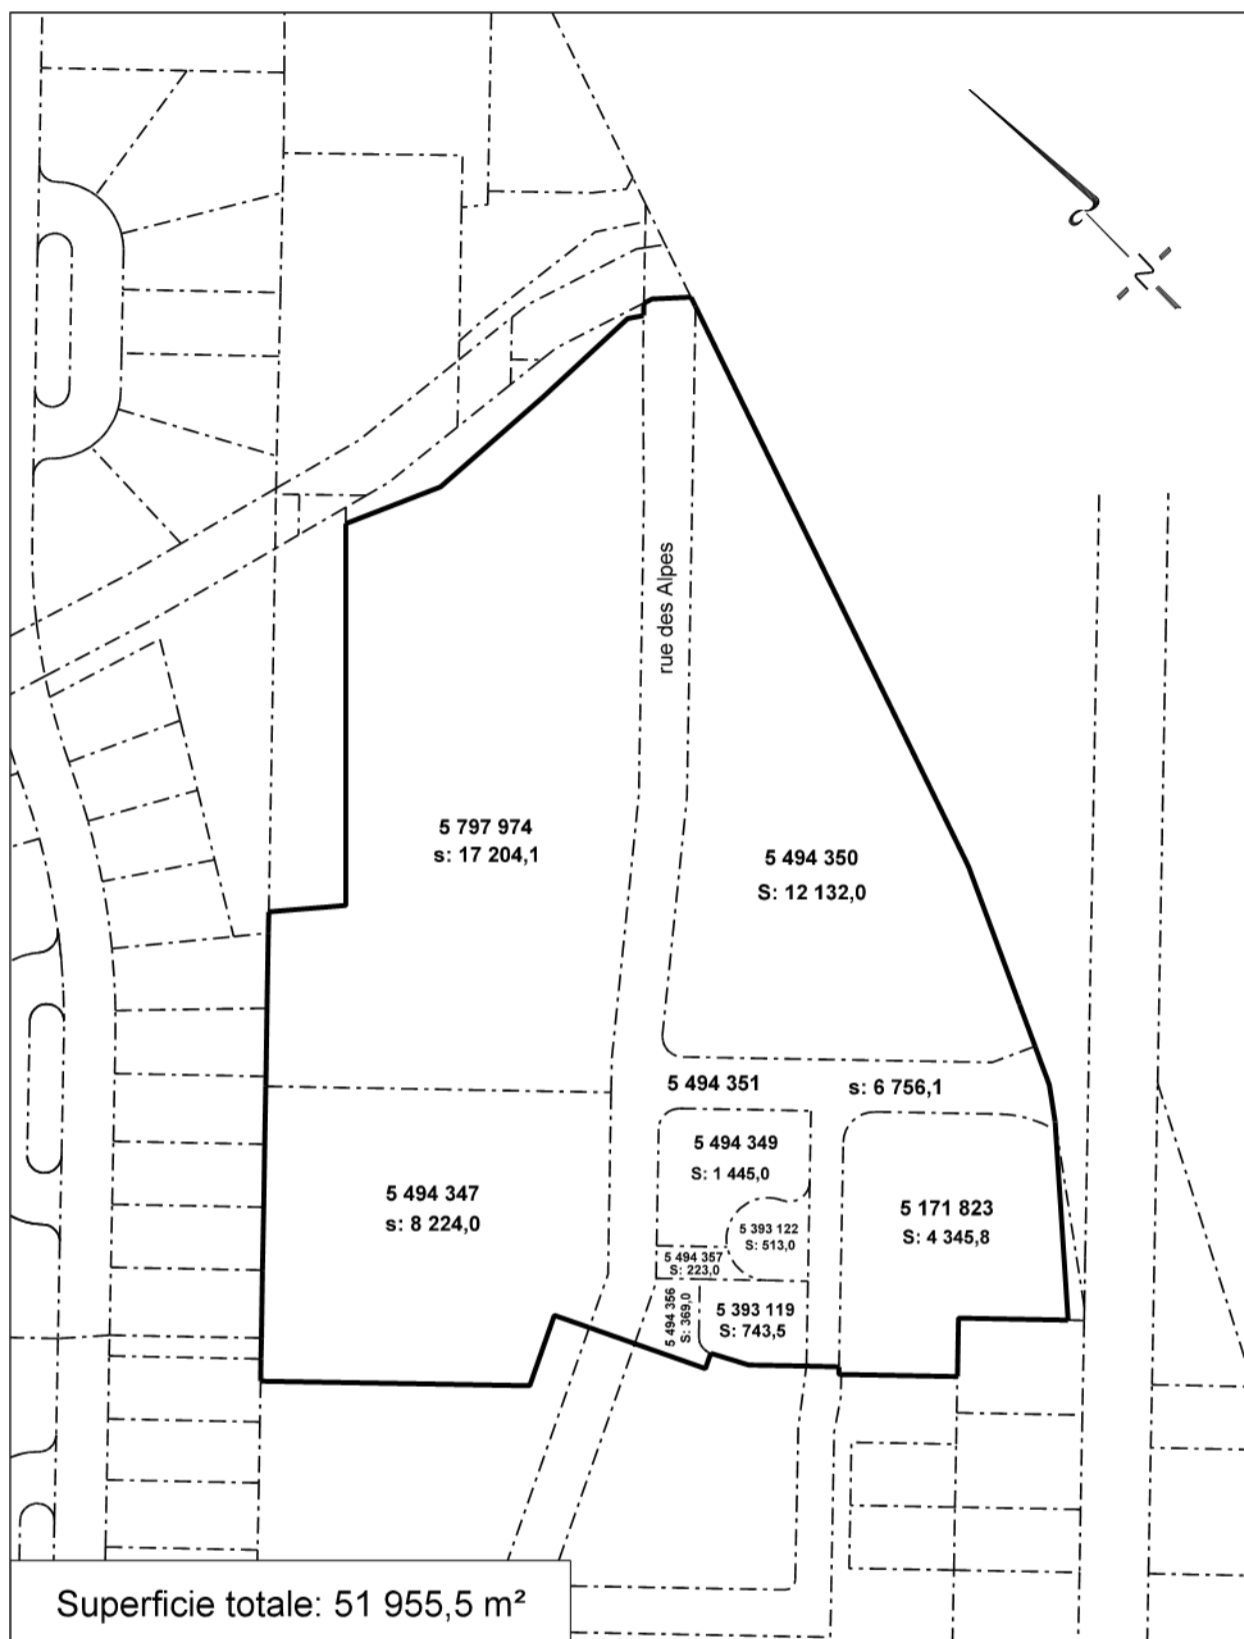 N
rue des Alpes
5 797 974
s: 17 204,1
5 494 350
S: 12 132,0
5 494 351
s: 6 756,1
5 494 349
S: 1 445,0
5 494 347
s: 8 224,0
5 171 823
S: 4 345,8
5 393 122
S: 513,0
5 494 357
S: 223,0
5 494 356
S: 369,0
5 393 119
S: 743,5
Superficie totale: 51 955,5 m²